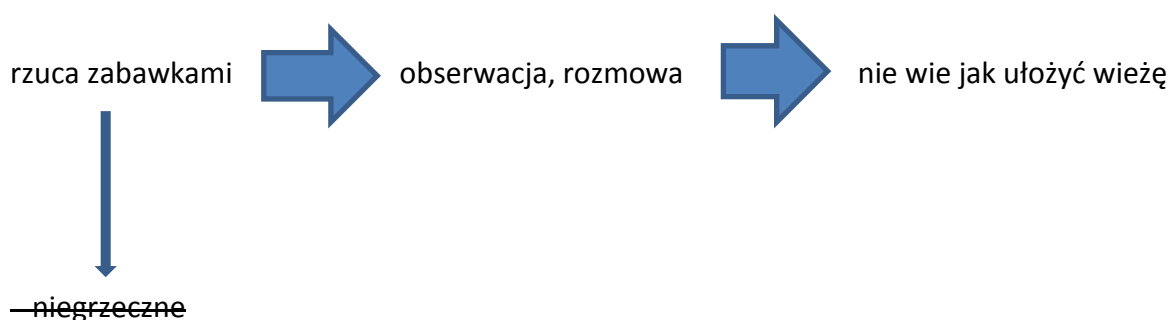 rzuca zabawkami obserwacja, rozmowa nie wie jak ułożyć wieżę
niegrzeczne